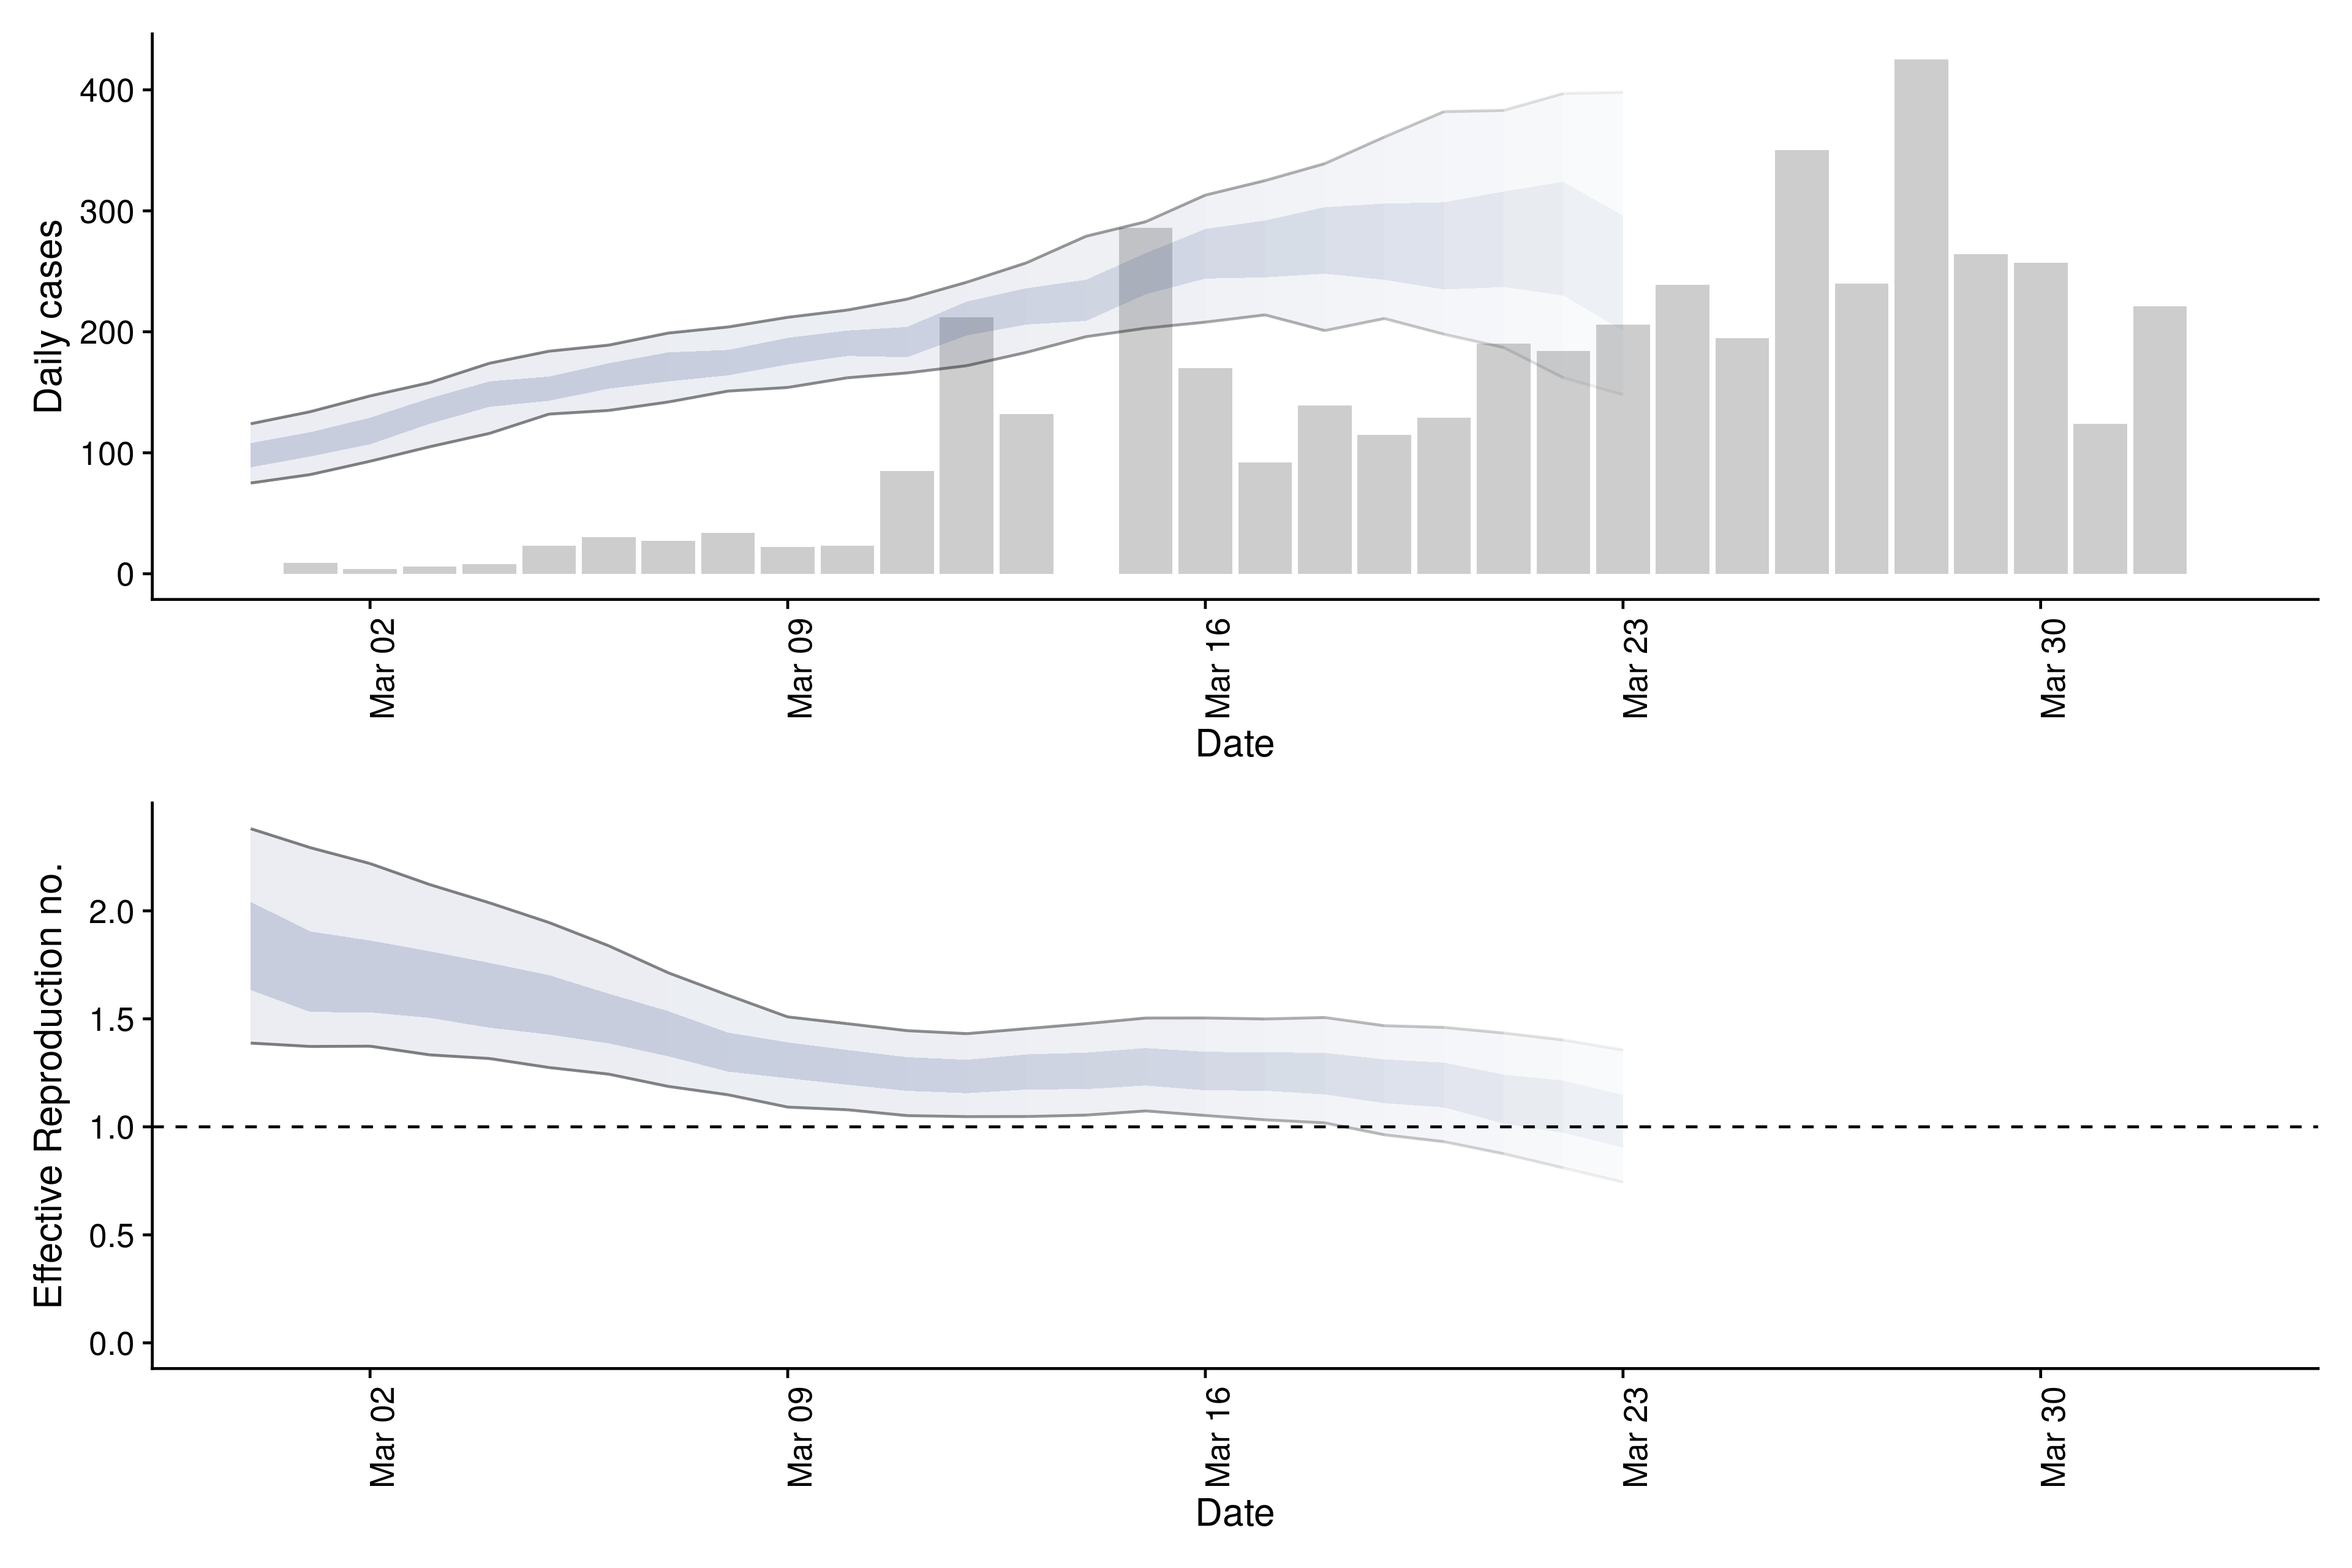 Daily cases
400
300
200
100
0
Mar 02
Mar 09
Mar 16
Mar 23
Mar 30
Date
Effective Reproduction no.
2.0
1.5
1.0
0.5
0.0
Mar 02
Mar 09
Mar 16
Mar 23
Mar 30
Date